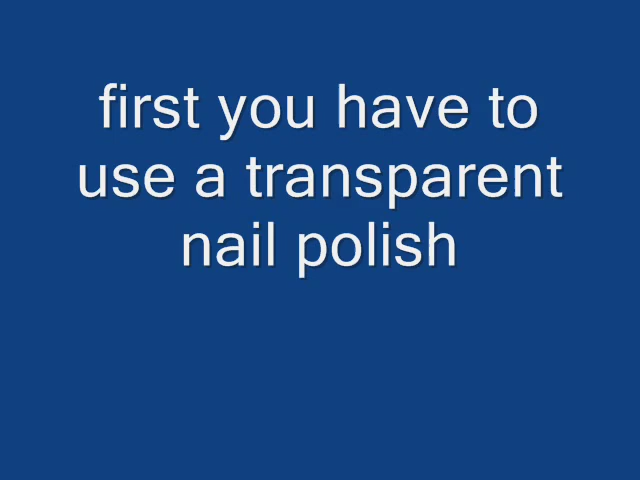 first you have to
use a transparent
nail polish